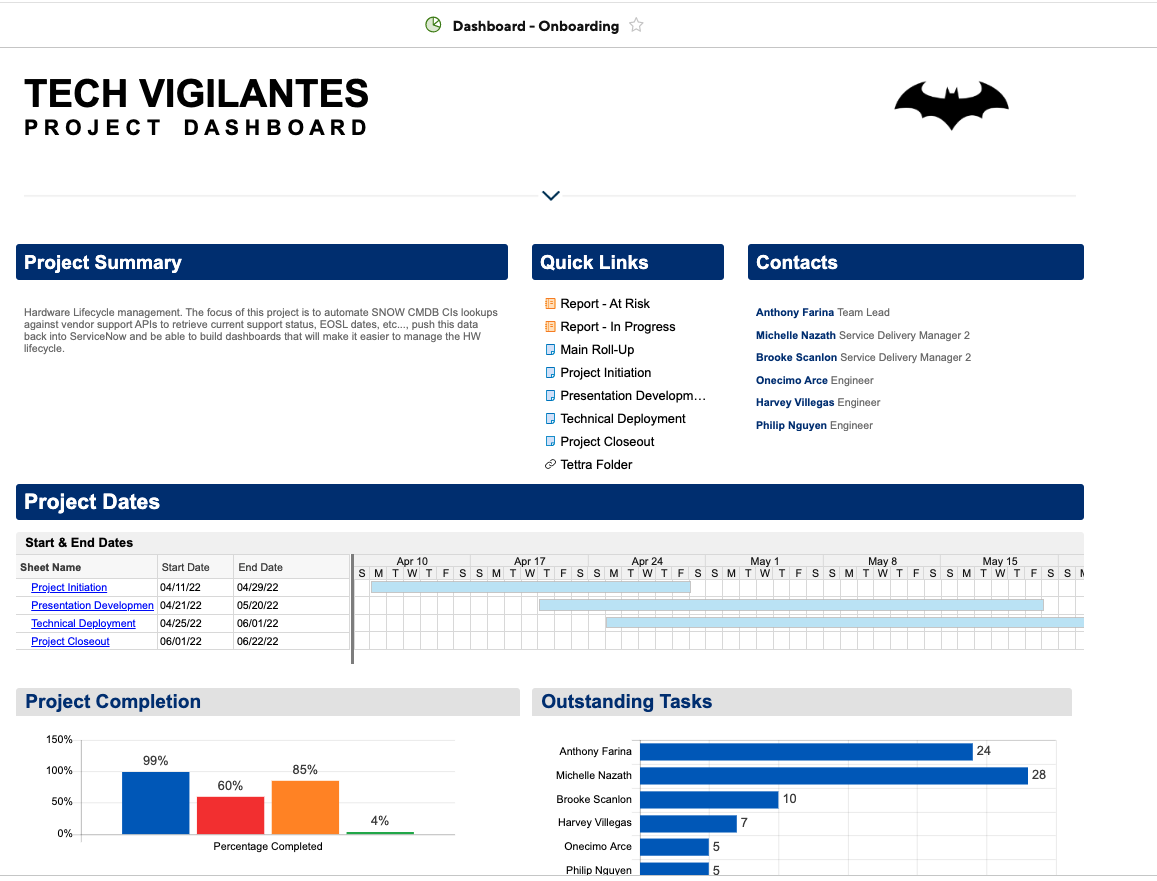 Dashboard - Onboarding
TECH VIGILANTES
PROJECT DASHBOARD
Project Summary
Hardware Lifecycle management. The focus of this project is to automate SNOW CMDB CIs lookups
against vendor support APIs to retrieve current support status, EOSL dates, etc..., push this data
back into ServiceNow and be able to build dashboards that will make it easier to manage the HW
lifecycle.
Quick Links
Report - At Risk
Report - In Progress
Main Roll-Up
Project Initiation
Presentation Developm...
Technical Deployment
Project Closeout
Tettra Folder
Contacts
Anthony Farina Team Lead
Michelle Nazath Service Delivery Manager 2
Brooke Scanlon Service Delivery Manager 2
Onecimo Arce Engineer
Harvey Villegas Engineer
Philip Nguyen Engineer
Project Dates
Start & End Dates
Sheet Name Start Date End Date
Project Initiation 04/11/22 04/29/22
Presentation Developmen 04/21/22 05/20/22
Technical Deployment 04/25/22 06/01/22
Project Closeout 06/01/22 06/22/22
Apr 10 Apr 17 Apr 24 May 1 May 8 May 15
S M T W T F S S M T W T F S S M T W T F S S M T W T F S S M T W T F S S M T W T F S S M
Project Completion
150%
100%
50%
0%
99%
60%
85%
4%
Percentage Completed
Outstanding Tasks
Anthony Farina 24
Michelle Nazath 28
Brooke Scanlon 10
Harvey Villegas 7
Onecimo Arce 5
Philip Nguyen 5